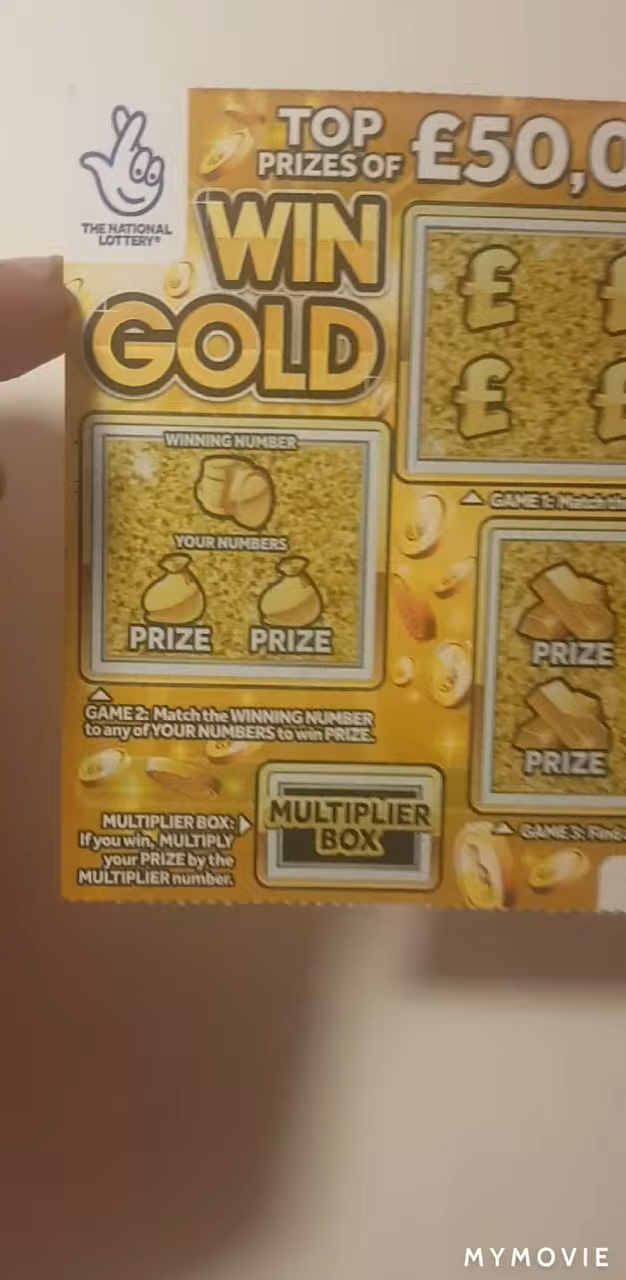 TOP
PRIZES OF £50,0
THE NATIONAL
LOTTERY®
WIN
GOLD
£
£
£
£
WINNING NUMBER
YOUR NUMBERS
PRIZE PRIZE
GAME 1: Match th
PRIZE
PRIZE
GAME 2: Match the WINNING NUMBER
to any of YOUR NUMBERS to win PRIZE.
MULTIPLIER BOX:
If you win, MULTIPLY
your PRIZE by the
MULTIPLIER number.
MULTIPLIER
BOX
GAME 3: Find
MYMOVIE